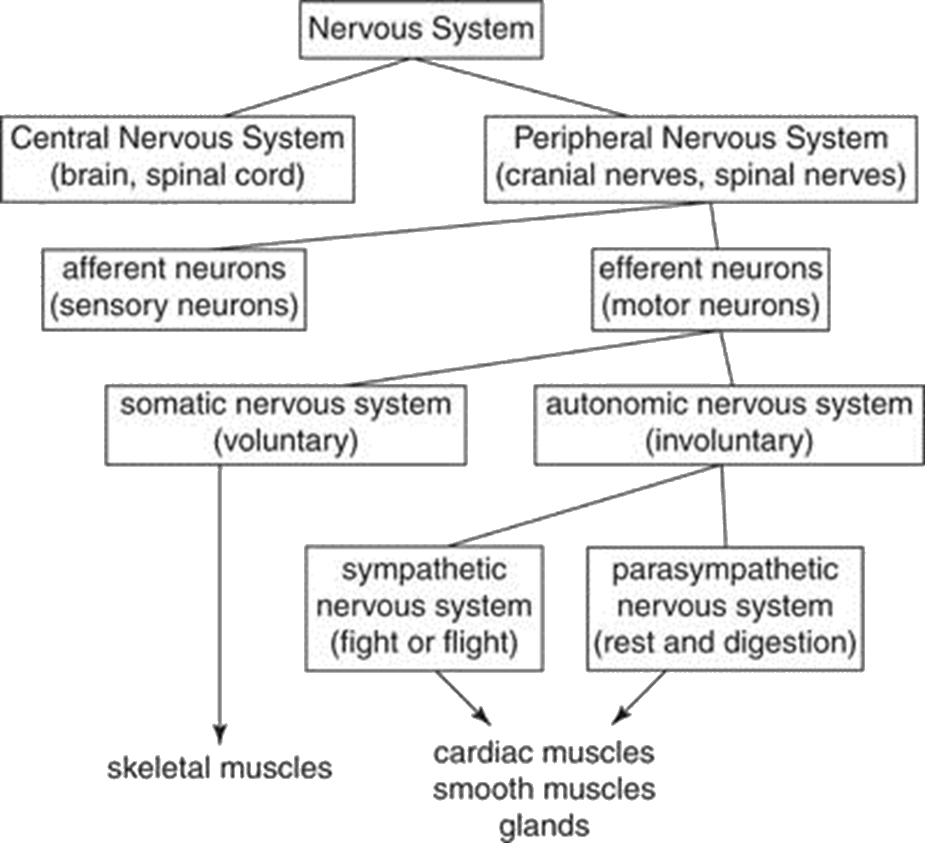 Nervous System
Central Nervous System
(brain, spinal cord)
Peripheral Nervous System
(cranial nerves, spinal nerves)
afferent neurons
(sensory neurons)
efferent neurons
(motor neurons)
somatic nervous system
(voluntary)
autonomic nervous system
(involuntary)
sympathetic
nervous system
(fight or flight)
parasympathetic
nervous system
(rest and digestion)
skeletal muscles
cardiac muscles
smooth muscles
glands